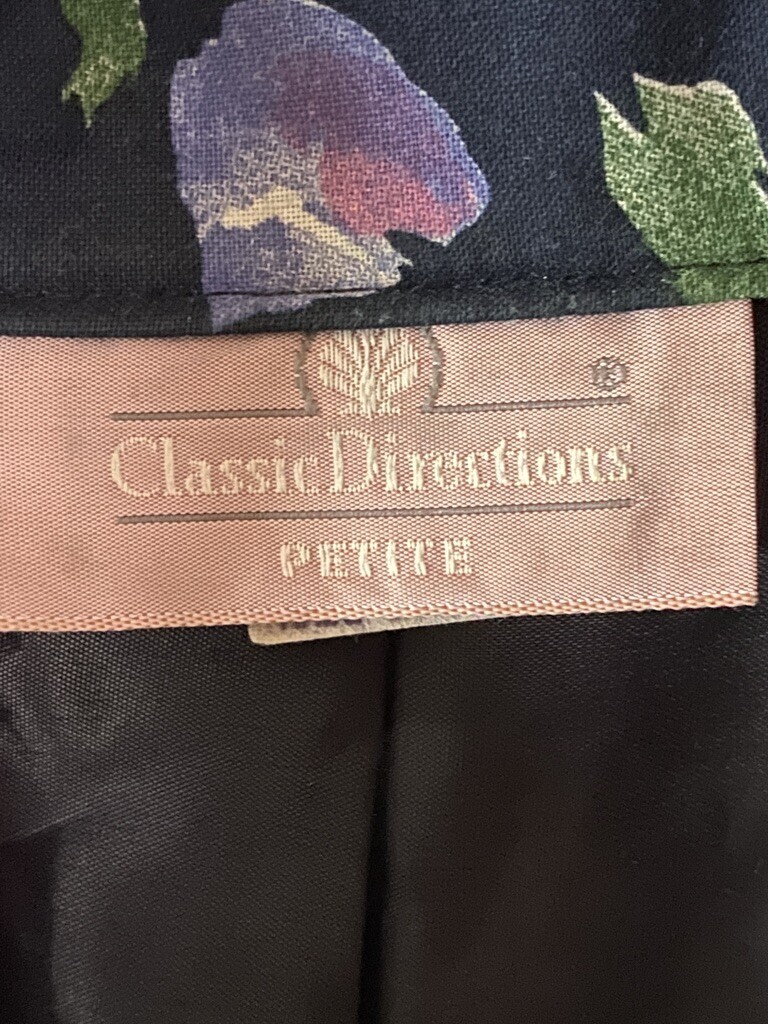 ®
Classic Directions
PETITE